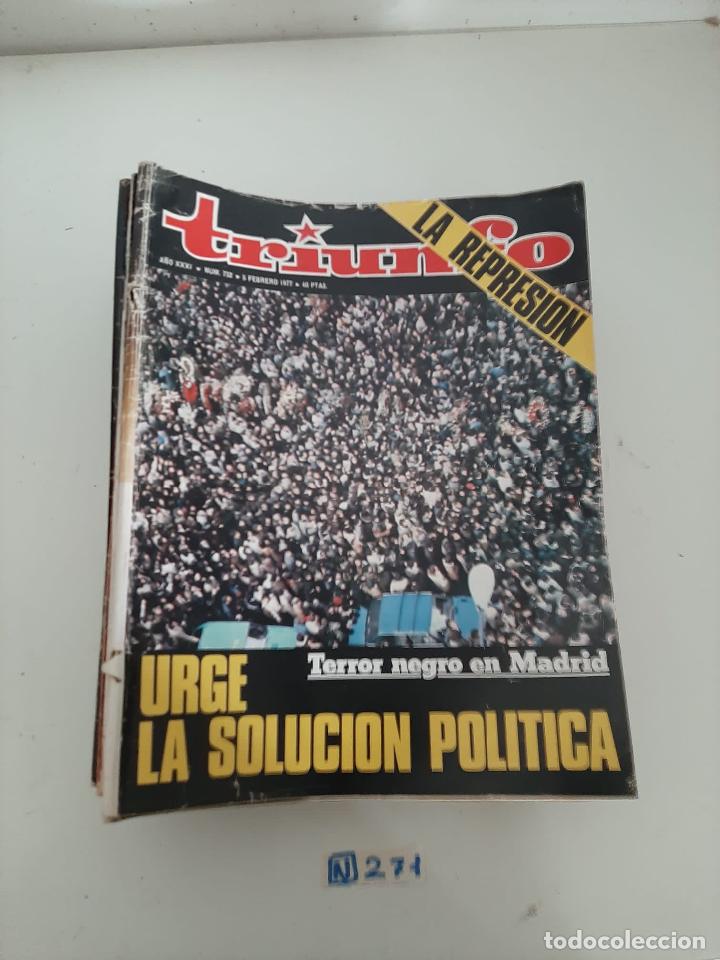 triunfo
LA REPRESION
AÑO XXXI ● NUM. 732 ● 5 FEBRERO 1977 ● 40 PTAS.
Terror negro en Madrid
URGE
LA SOLUCION POLITICA
N 271
todocoleccion